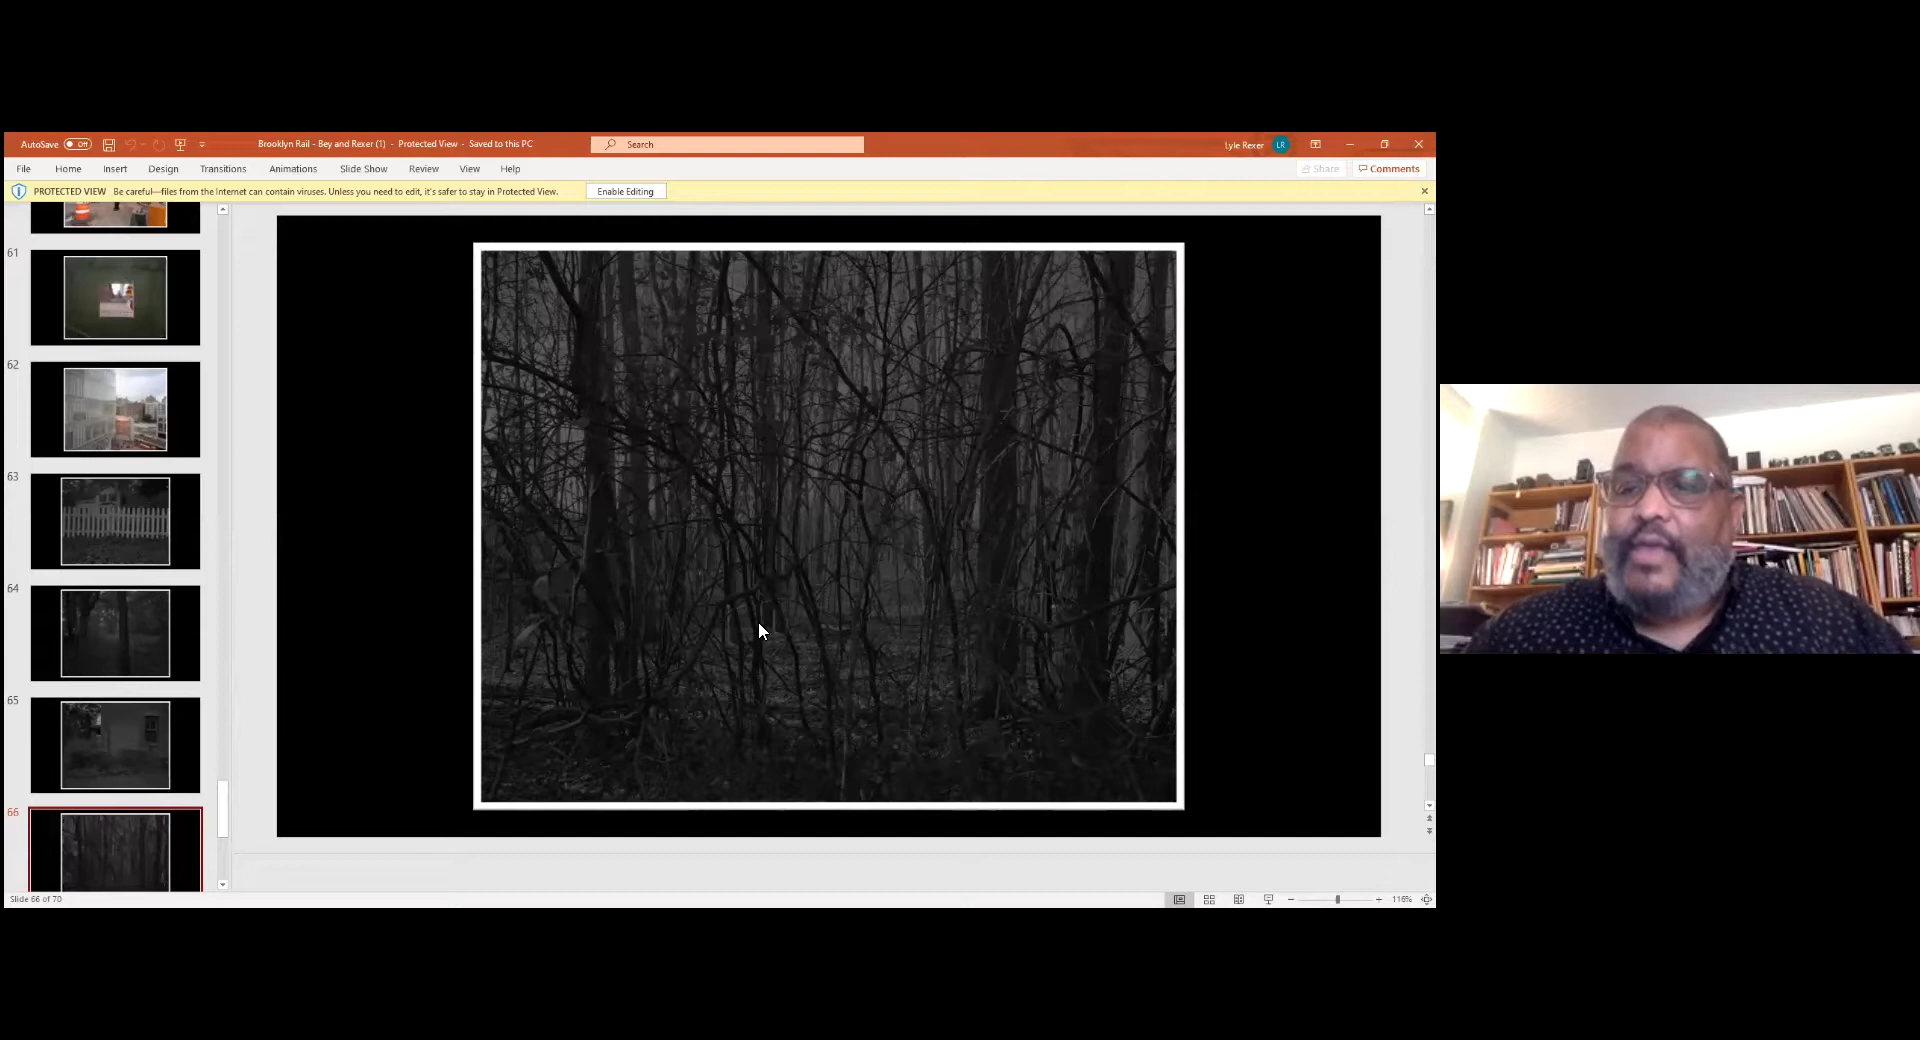 AutoSave Off
Brooklyn Rail - Bey and Rexer (1) - Protected View - Saved to this PC
Search
Lyle Rexer LR
File Home Insert Design Transitions Animations Slide Show Review View Help
Share Comments
PROTECTED VIEW Be careful—files from the Internet can contain viruses. Unless you need to edit, it's safer to stay in Protected View. Enable Editing
61
62
63
64
65
66
Slide 66 of 70
116%